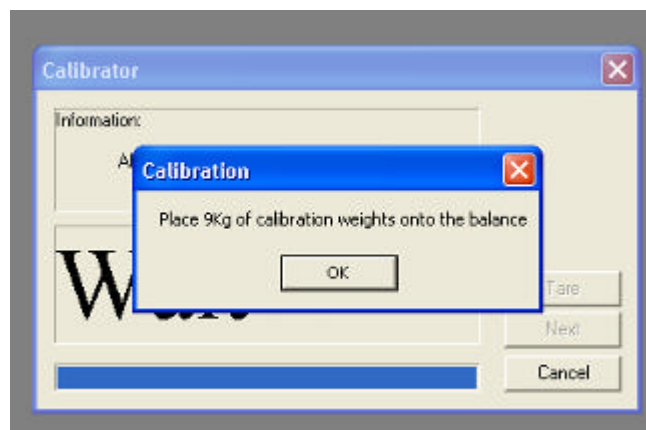 Calibrator
Information:
Calibration
Place 9Kg of calibration weights onto the balance
OK
Tare
Next
Cancel